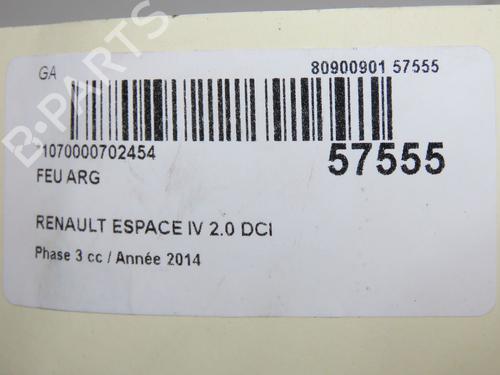 GA 80900901 57555
*1070000702454 57555
FEU ARG
RENAULT ESPACE IV 2.0 DCI
Phase 3 cc / Année 2014
B-PARTS